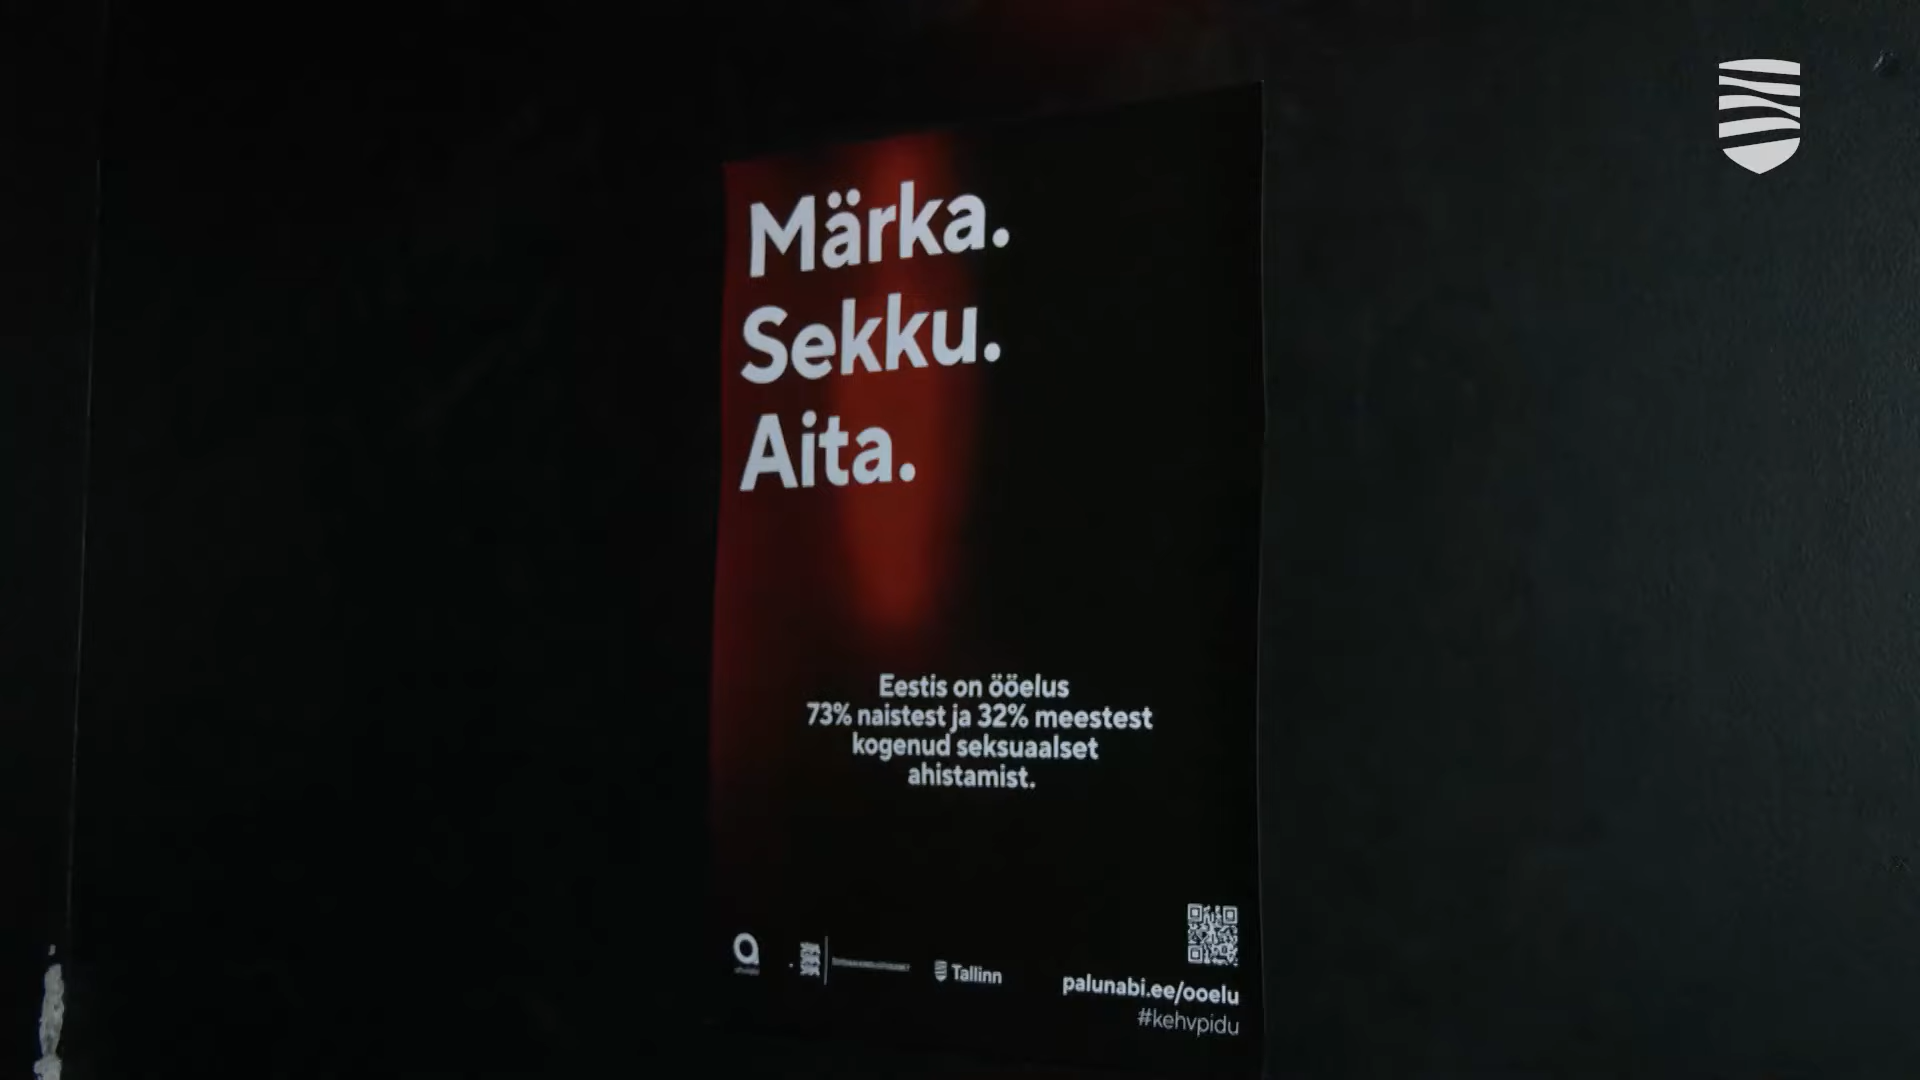 Märka.
Sekku.
Aita.
Eestis on ööelus
73% naistest ja 32% meestest
kogenud seksuaalset
ahistamist.
Tallinn
palunabi.ee/ooelu
#kehvpidu